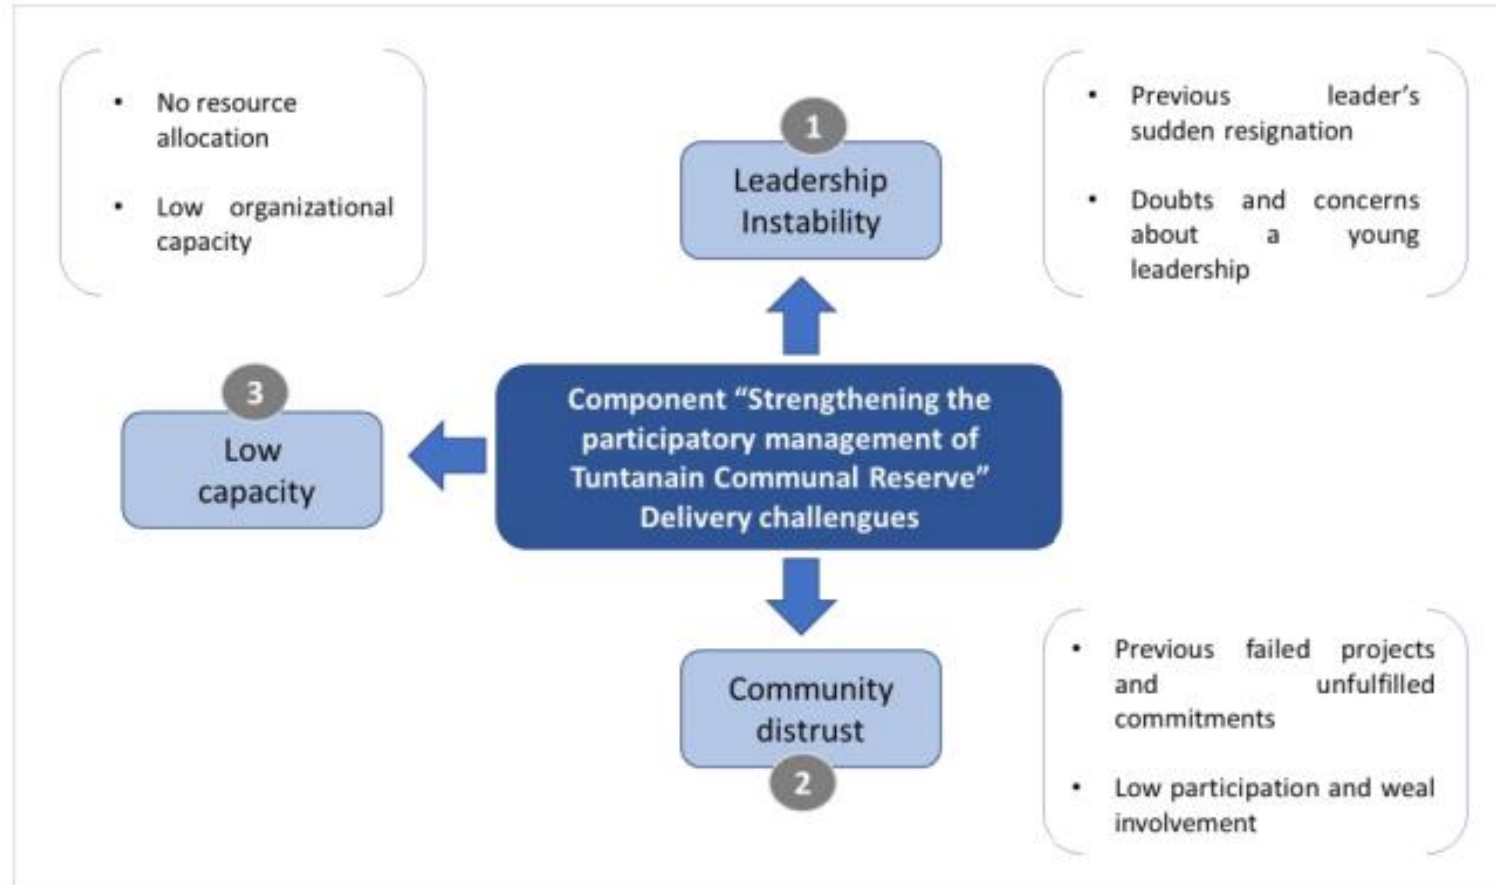 • No resource
allocation
• Low organizational
capacity
1
Leadership
Instability
• Previous leader's
sudden resignation
• Doubts and concerns
about a young
leadership
3
Low
capacity
Component “Strengthening the
participatory management of
Tuntanain Communal Reserve”
Delivery challengues
Community
distrust
2
• Previous failed projects
and unfulfilled
commitments
• Low participation and weal
involvement